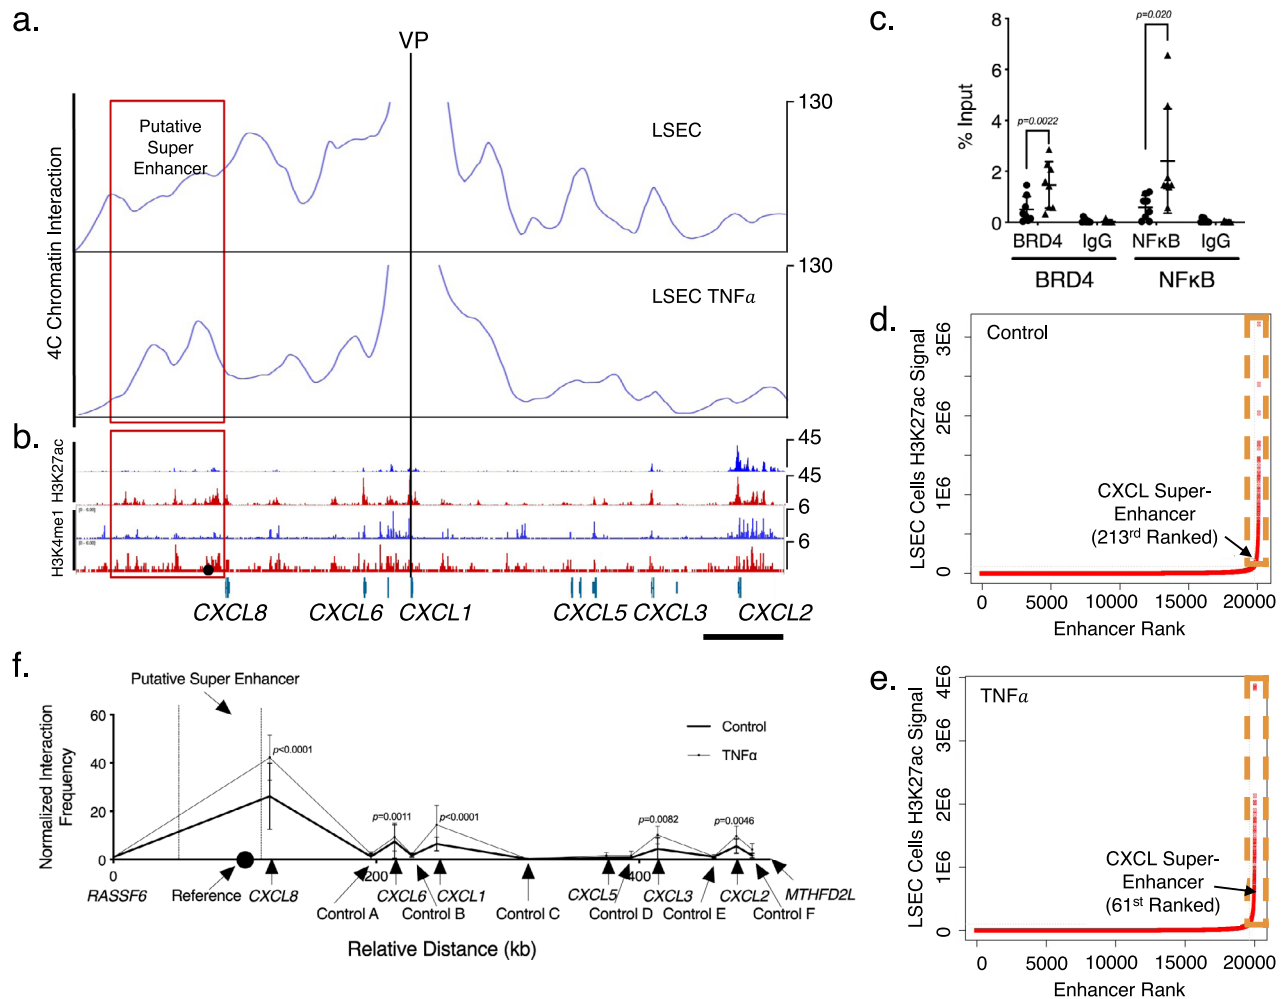 a.
VP
130
Putative
Super
Enhancer
LSEC
4C Chromatin Interaction
130
LSEC TNFα
b.
H3K27ac
45
45
H3K4me1
6
6
CXCL8
CXCL6
CXCL1
CXCL5
CXCL3
CXCL2
c.
% Input
8
6
4
2
0
p=0.0022
p=0.020
BRD4
IgG
NFκB
IgG
BRD4
NFκB
d.
Control
LSEC Cells H3K27ac Signal
3E6
2E6
1E6
0
CXCL Super-
Enhancer
(213rd Ranked)
0
5000
10000
15000
20000
Enhancer Rank
e.
TNFα
LSEC Cells H3K27ac Signal
4E6
3E6
2E6
1E6
0
CXCL Super-
Enhancer
(61st Ranked)
0
5000
10000
15000
20000
Enhancer Rank
f.
Putative Super Enhancer
Normalized Interaction
Frequency
60
40
20
0
Control
TNFα
p<0.0001
p=0.0011
p<0.0001
p=0.0082
p=0.0046
0
200
400
RASSF6
Reference
CXCL8
Control A
CXCL6
Control B
CXCL1
Control C
CXCL5
Control D
CXCL3
Control E
CXCL2
Control F
MTHFD2L
Relative Distance (kb)